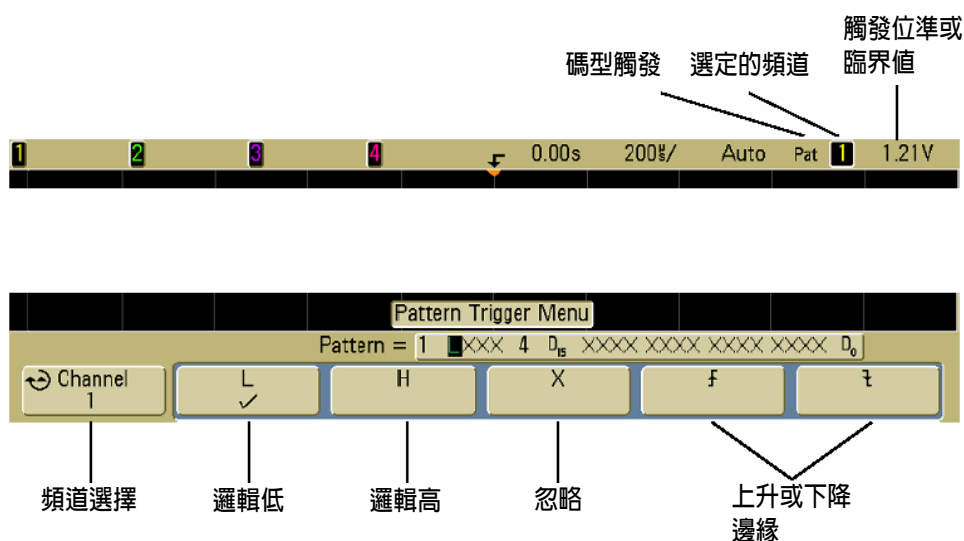 觸發位準或
臨界值
碼型觸發 選定的頻道
1 2 3 4 0.00s 200㎲/ Auto Pat 1 1.21V
Pattern Trigger Menu
Pattern = 1 LXXX 4 D15 XXXX XXXX XXXX XXXX D0
Channel
1
L
✓
H
X
頻道選擇 邏輯低 邏輯高 忽略 上升或下降
邊緣